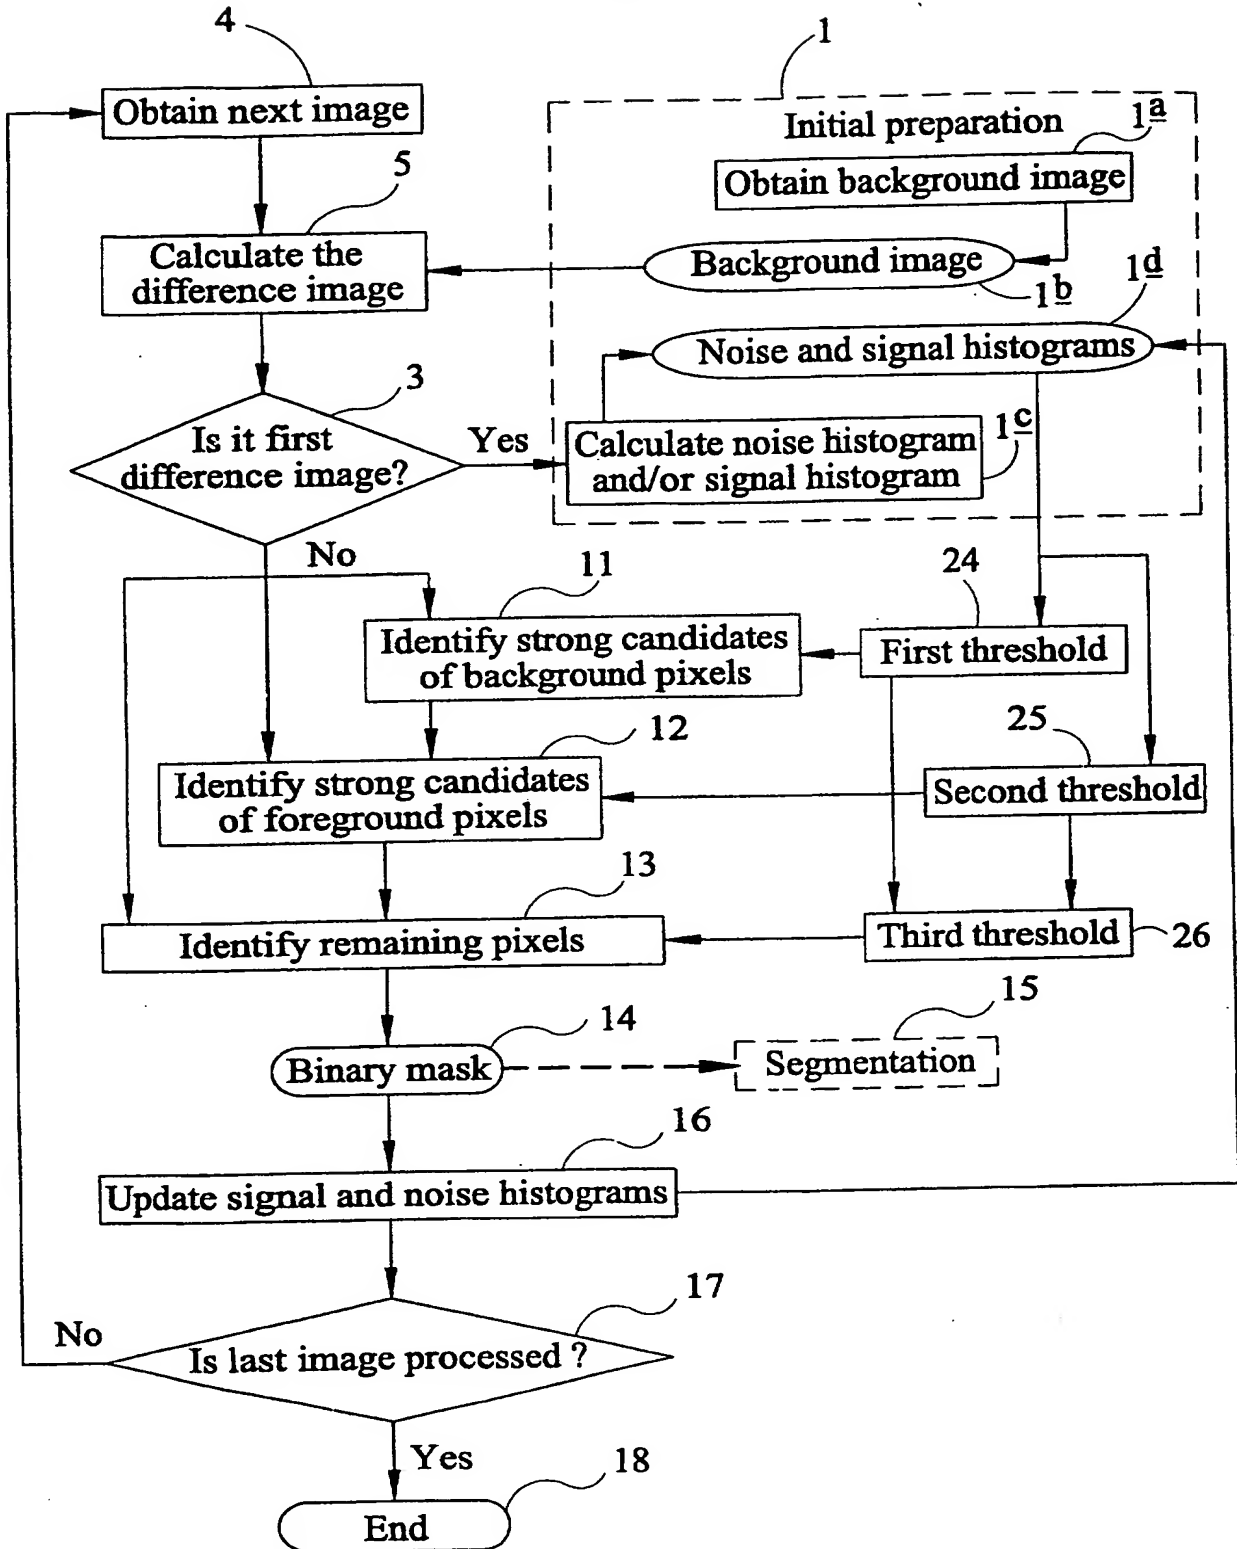 4
1
Obtain next image
Initial preparation
1a
5
Obtain background image
Calculate the
difference image
Background image
1b
1d
Noise and signal histograms
3
Is it first
difference image?
Yes
Calculate noise histogram
and/or signal histogram
1c
No
11
24
Identify strong candidates
of background pixels
First threshold
12
25
Identify strong candidates
of foreground pixels
Second threshold
13
Identify remaining pixels
Third threshold
26
14
15
Binary mask
Segmentation
16
Update signal and noise histograms
17
No
Is last image processed ?
Yes
18
End